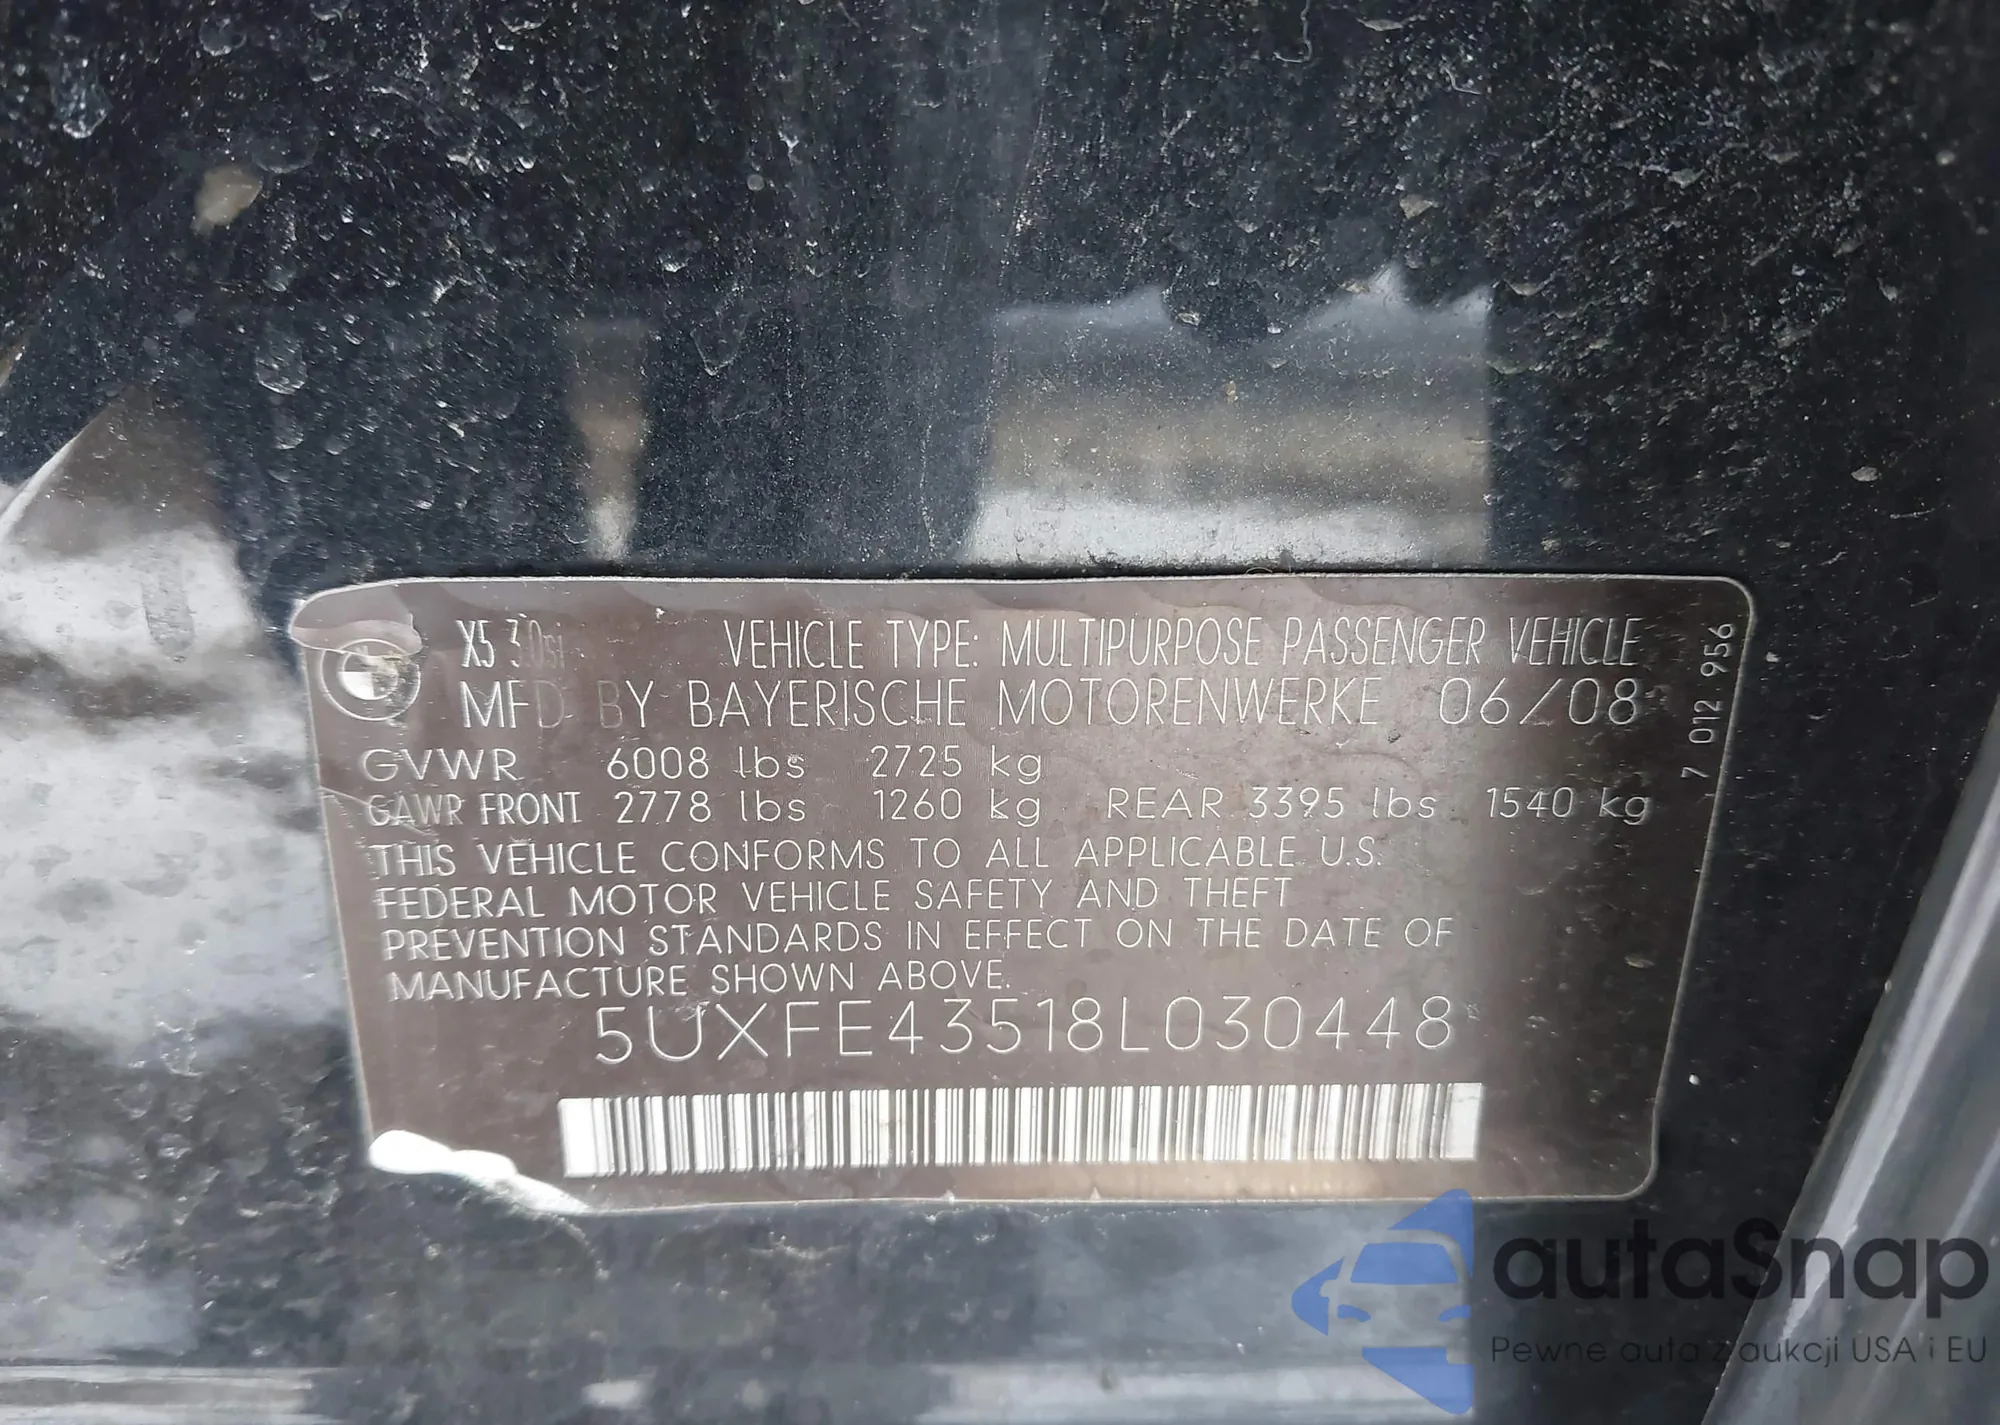 X5 3.0si VEHICLE TYPE: MULTIPURPOSE PASSENGER VEHICLE
MFD BY BAYERISCHE MOTORENWERKE 06/08
GVWR 6008 lbs 2725 kg
GAWR FRONT 2778 lbs 1260 kg REAR 3395 lbs 1540 kg
THIS VEHICLE CONFORMS TO ALL APPLICABLE U.S.
FEDERAL MOTOR VEHICLE SAFETY AND THEFT
PREVENTION STANDARDS IN EFFECT ON THE DATE OF
MANUFACTURE SHOWN ABOVE.
5UXFE43518L030448
7 012 956
autaSnap
Pewne auta z aukcji USA i EU